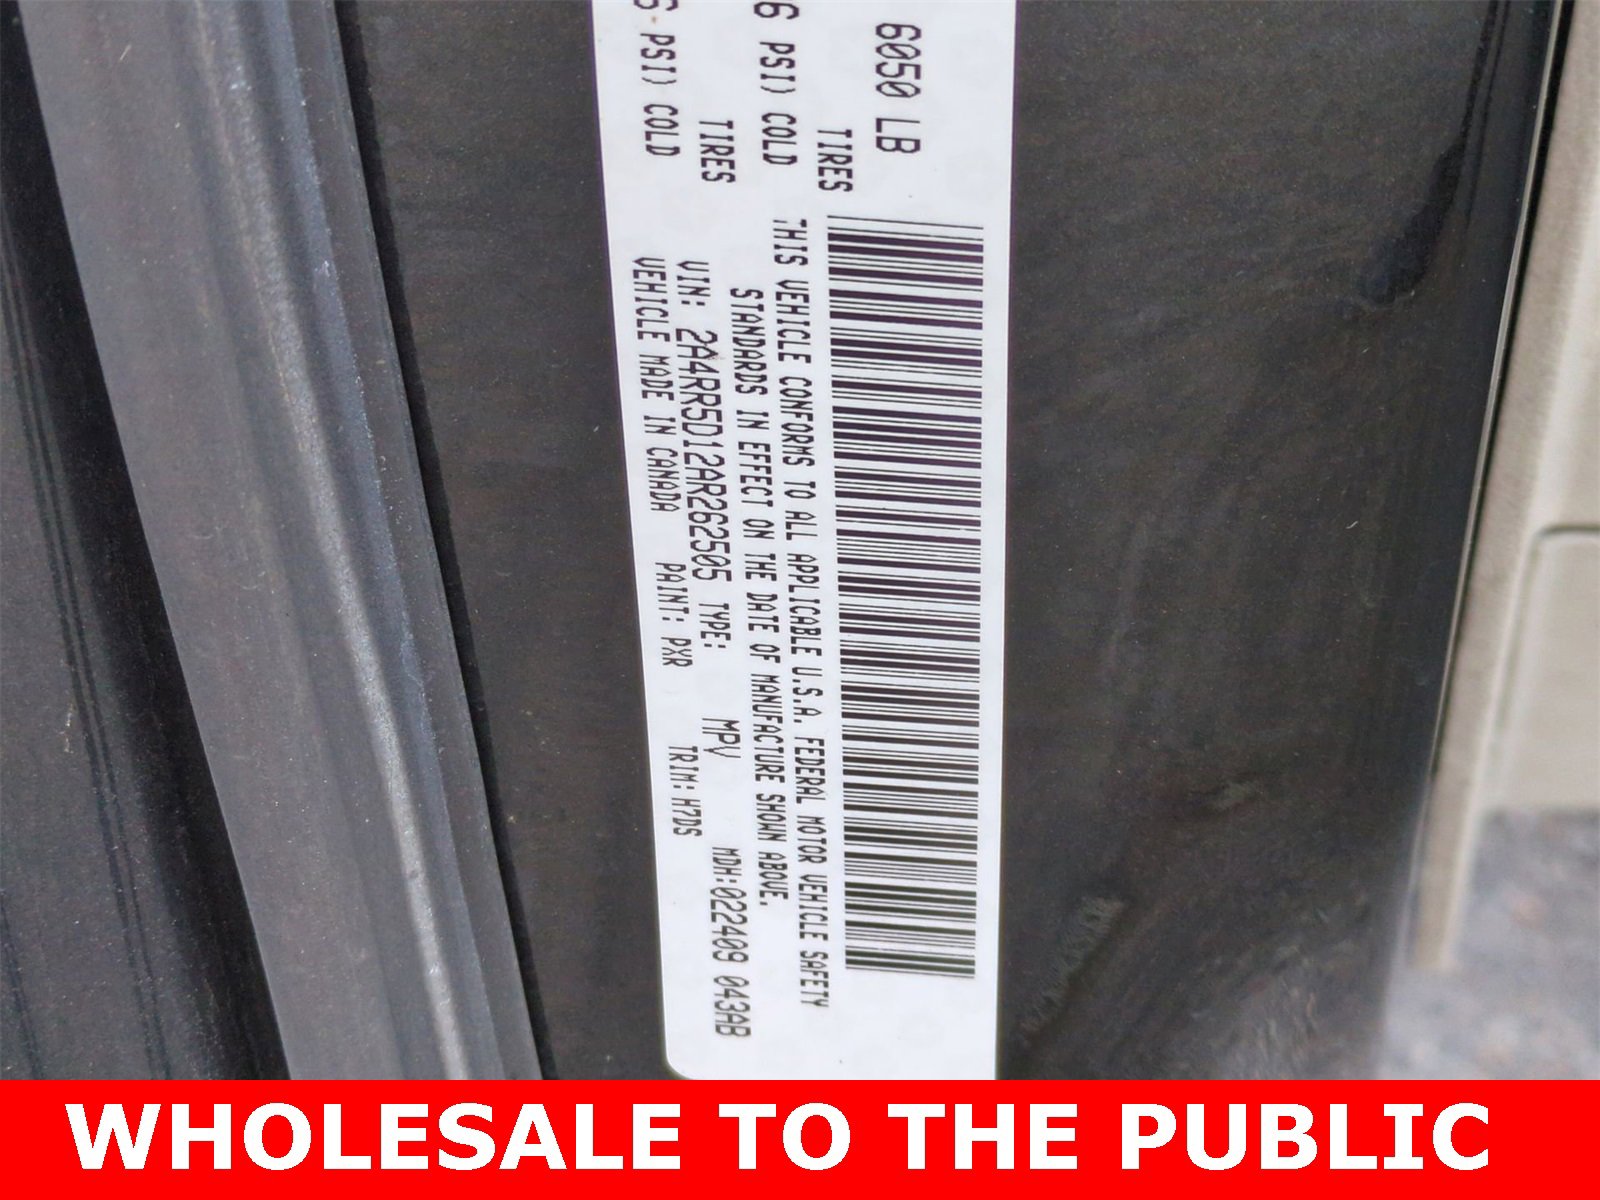 6050 LB
TIRES
6 PSI) COLD
TIRES
6 PSI) COLD
THIS VEHICLE CONFORMS TO ALL APPLICABLE U.S.A. FEDERAL MOTOR VEHICLE SAFETY
STANDARDS IN EFFECT ON THE DATE OF MANUFACTURE SHOWN ABOVE.
VIN: 2A4RR5D12AR262505 TYPE: MPV MDH:022409 043AB
VEHICLE MADE IN CANADA PAINT: PXR TRIM: H7DS
WHOLESALE TO THE PUBLIC